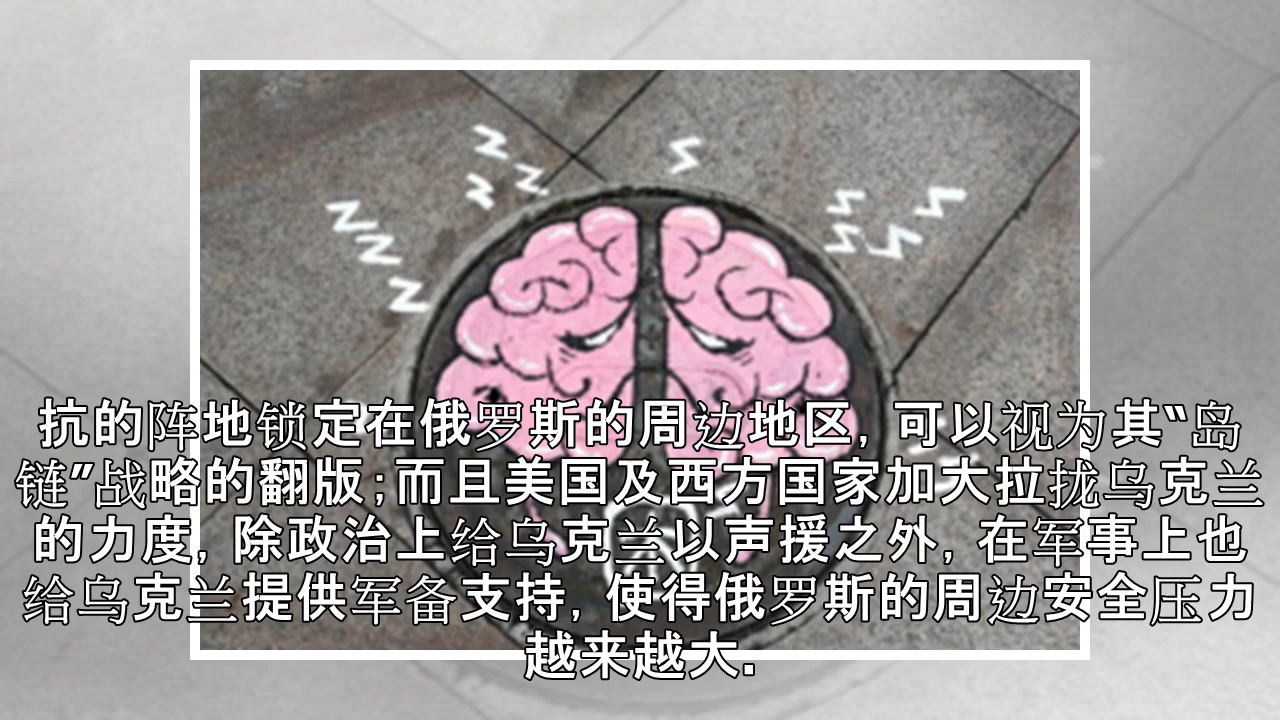 抗的阵地锁定在俄罗斯的周边地区, 可以视为其“岛
链”战略的翻版;而且美国及西方国家加大拉拢乌克兰
的力度, 除政治上给乌克兰以声援之外, 在军事上也
给乌克兰提供军备支持, 使得俄罗斯的周边安全压力
越来越大.